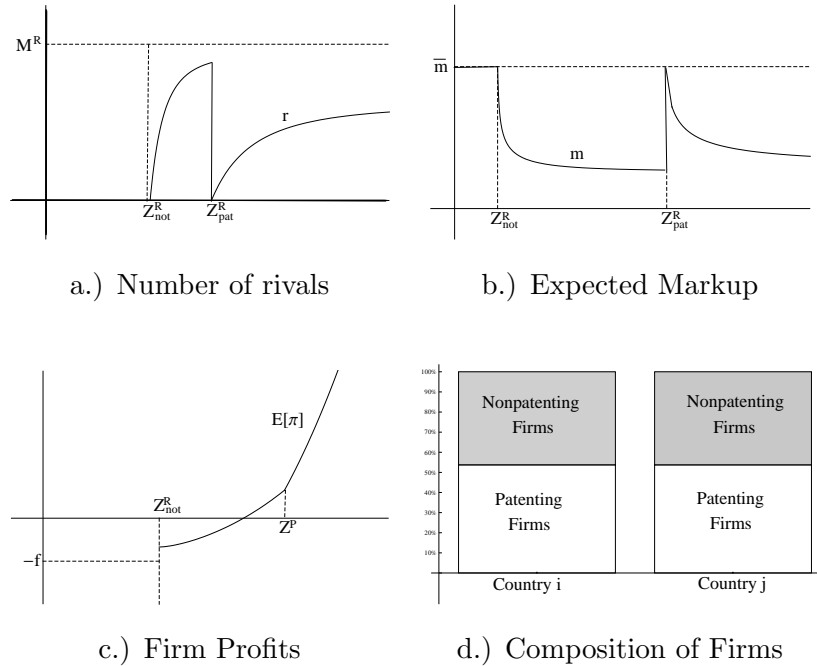 M^R
r
Z^R_not
Z^R_pat
a.) Number of rivals
m̅
m
Z^R_not
Z^R_pat
b.) Expected Markup
E[π]
Z^R_not
Z^P
−f
c.) Firm Profits
100%
90%
80%
70%
60%
50%
40%
30%
20%
10%
Nonpatenting
Firms
Patenting
Firms
Nonpatenting
Firms
Patenting
Firms
Country i
Country j
d.) Composition of Firms